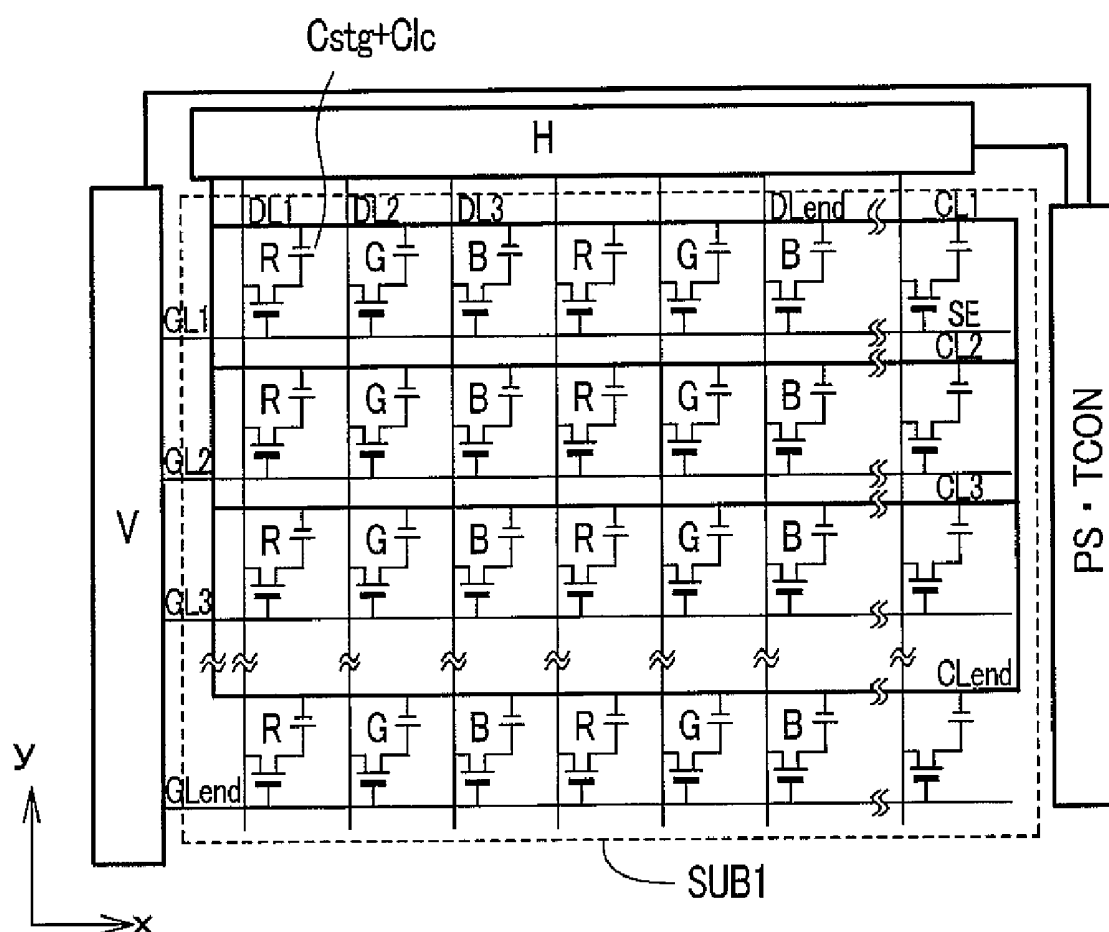 Cstg+Clc
H
DL1 DL2 DL3 DLend CL1
R G B R G B
GL1 SE
CL2
R G B R G B
GL2
CL3
V
PS・TCON
R G B R G B
GL3
CLend
R G B R G B
GLend
y
x
SUB1